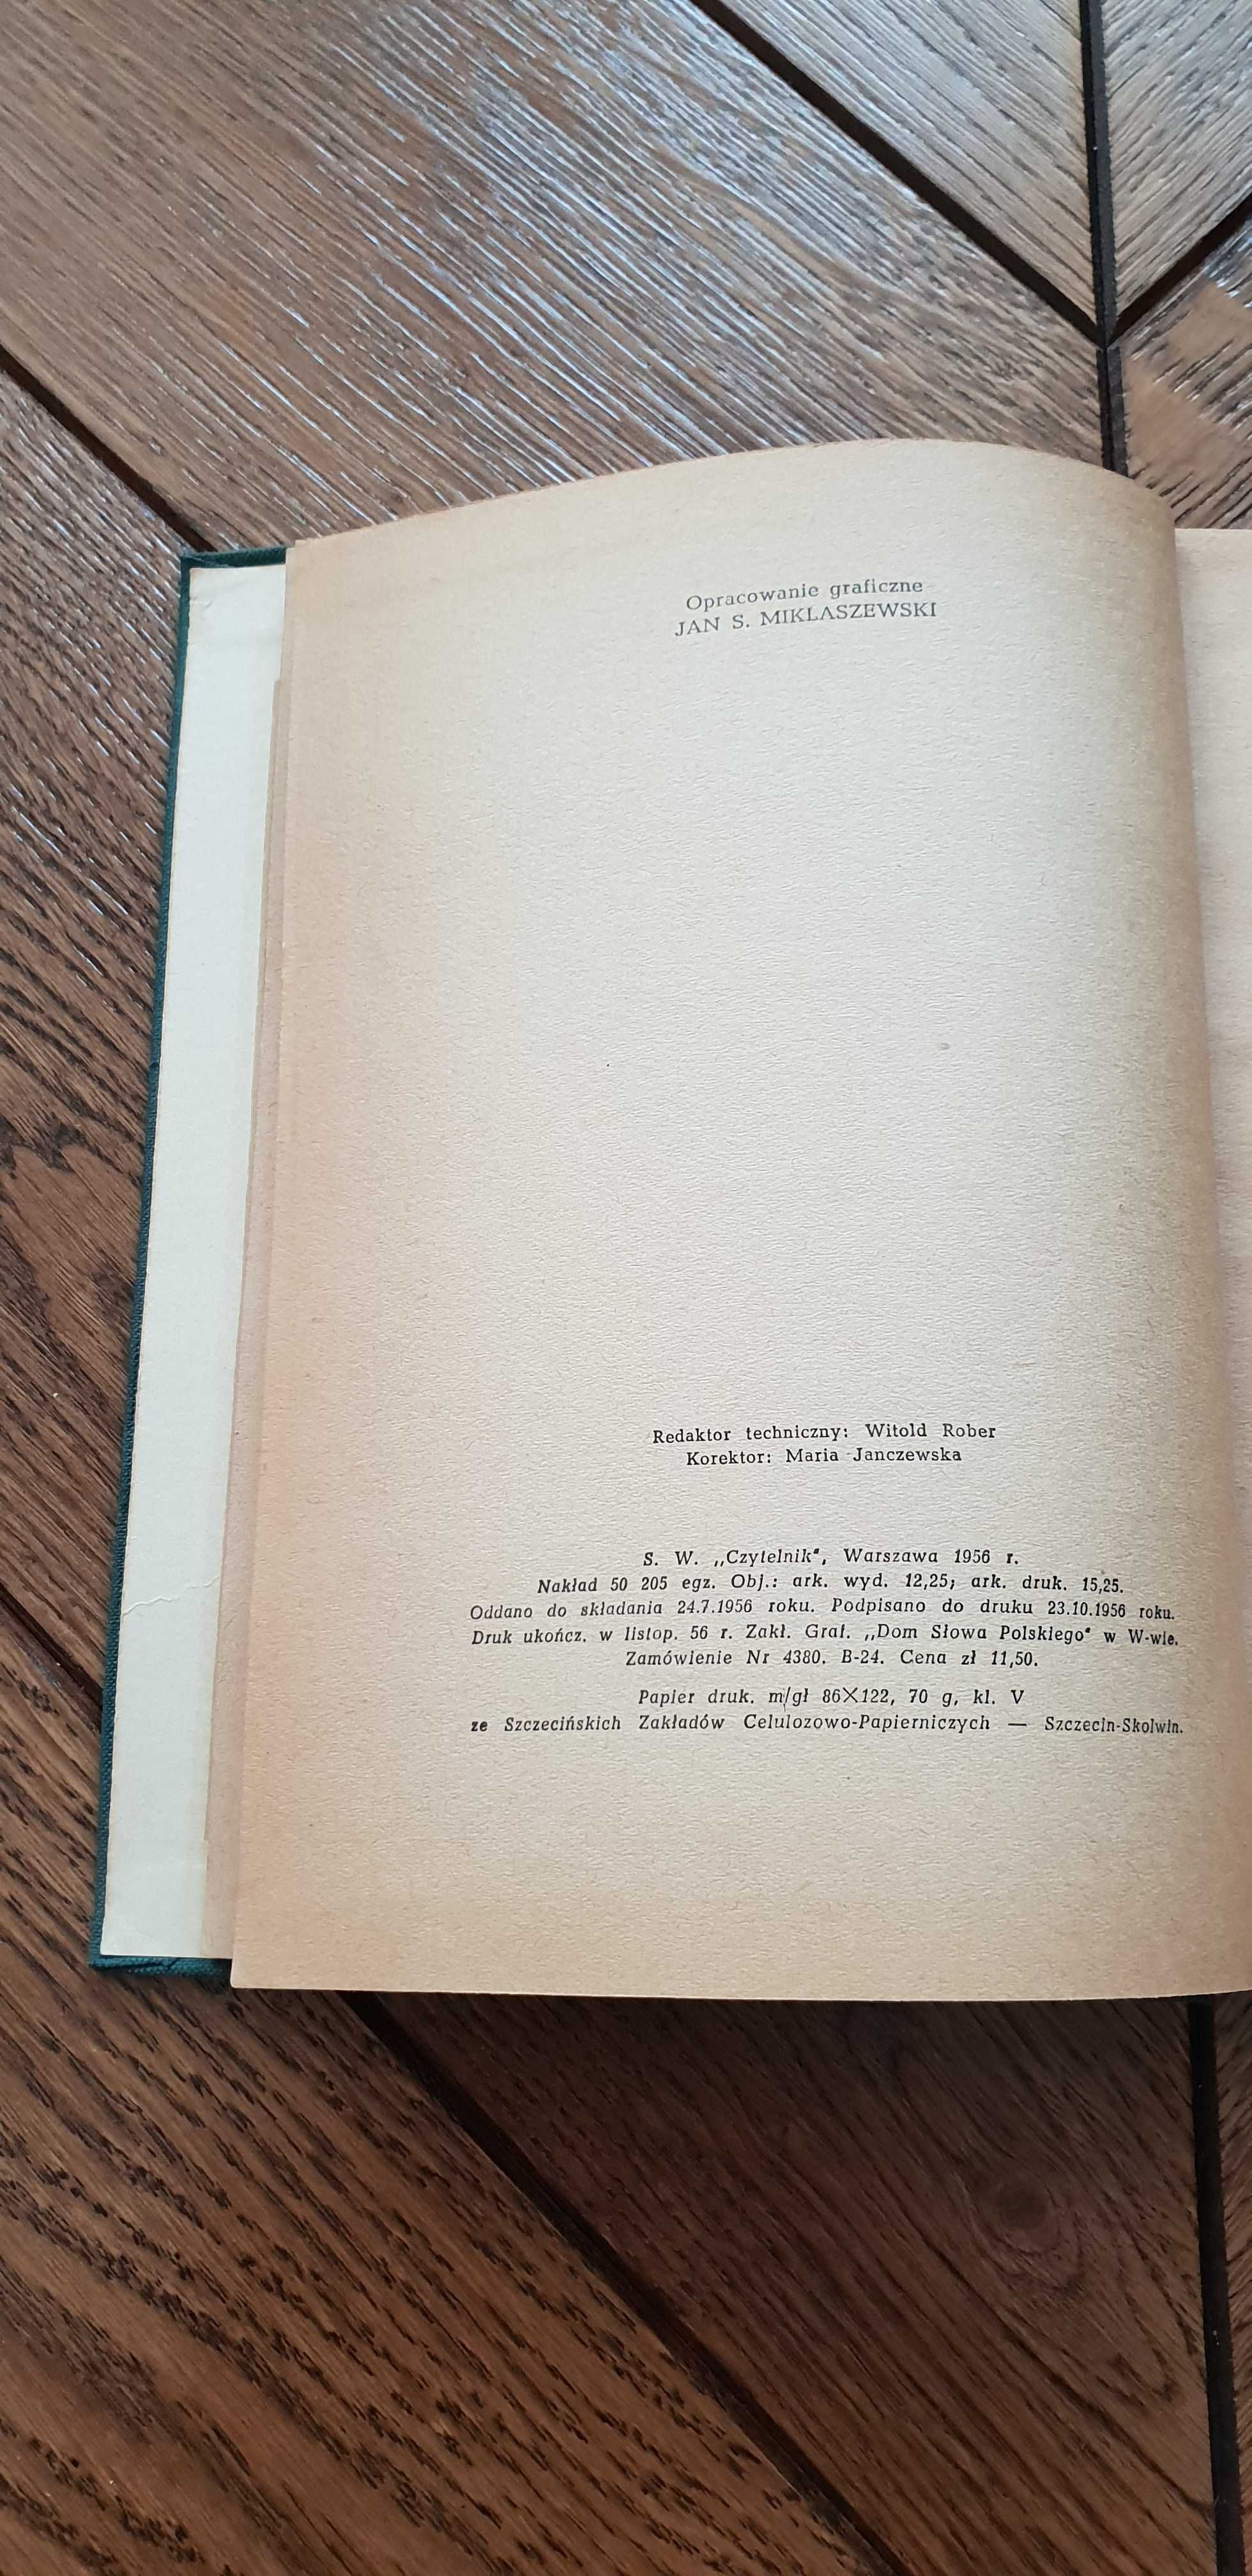 Opracowanie graficzne
JAN S. MIKLASZEWSKI
Redaktor techniczny: Witold Rober
Korektor: Maria Janczewska
S. W. „Czytelnik", Warszawa 1956 r.
Nakład 50 205 egz. Obj.: ark. wyd. 12,25; ark. druk. 15,25.
Oddano do składania 24.7.1956 roku. Podpisano do druku 23.10.1956 roku.
Druk ukończ. w listop. 56 r. Zakł. Graf. „Dom Słowa Polskiego" w W-wie.
Zamówienie Nr 4380. B-24. Cena zł 11,50.
Papier druk. m/gł 86×122, 70 g, kl. V
ze Szczecińskich Zakładów Celulozowo-Papierniczych — Szczecin-Skolwin.